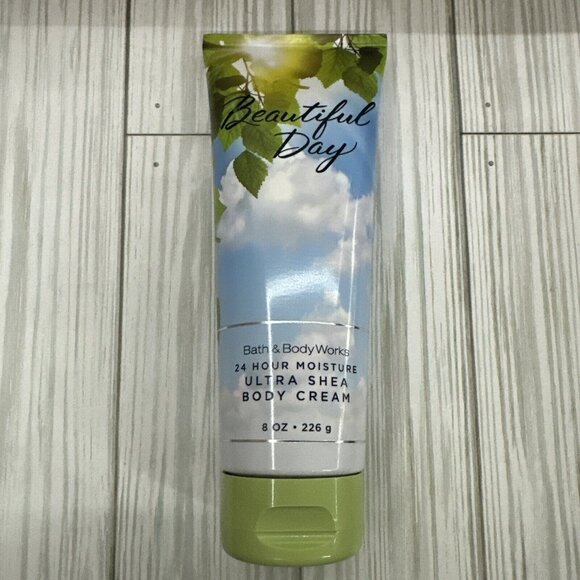 Beautiful
Day
Bath & Body Works
24 HOUR MOISTURE
ULTRA SHEA
BODY CREAM
8 OZ • 226 g